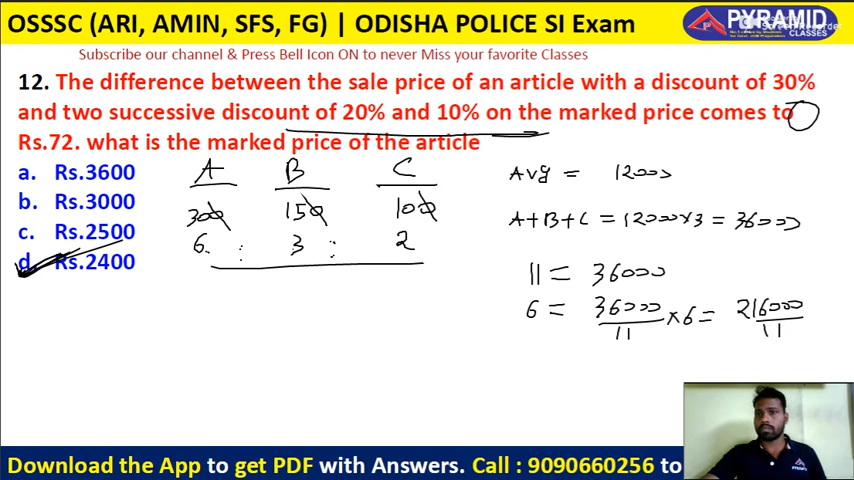 OSSSC (ARI, AMIN, SFS, FG) | ODISHA POLICE SI Exam
PYRAMID
CLASSES
Subscribe our channel & Press Bell Icon ON to never Miss your favorite Classes
12. The difference between the sale price of an article with a discount of 30%
and two successive discount of 20% and 10% on the marked price comes to
Rs.72. what is the marked price of the article
a. Rs.3600
b. Rs.3000
c. Rs.2500
d. Rs.2400
A B C
300 150 100
6 : 3 : 2
Avg = 12000
A+B+C = 12000×3 = 36000
11 = 36000
6 = 36000/11 ×6 = 216000/11
PYRAMID
Download the App to get PDF with Answers. Call : 9090660256 to